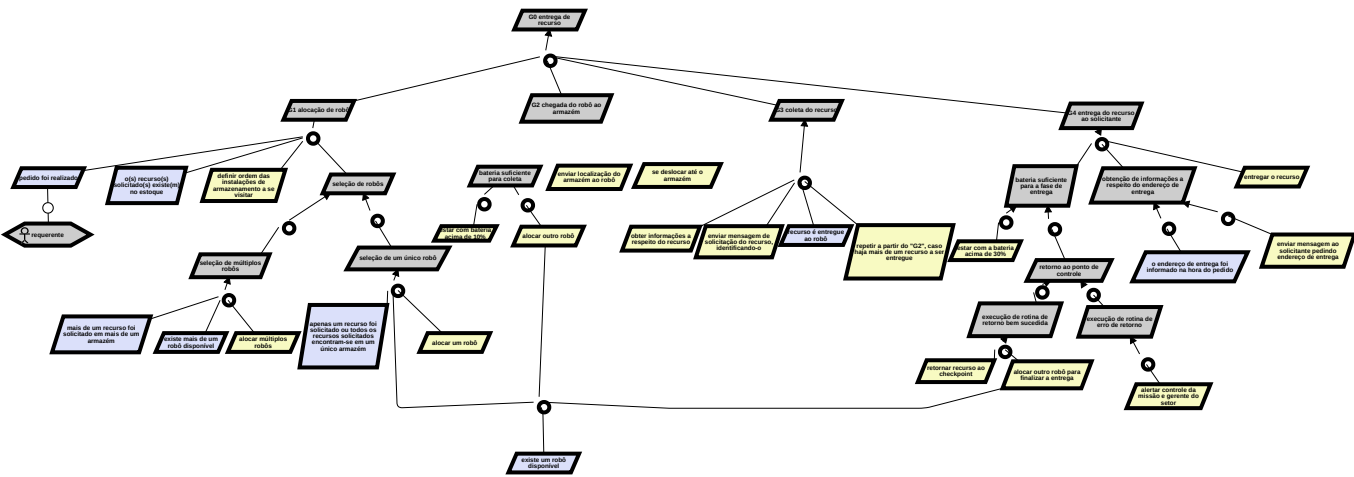 G0 entrega de
recurso
G1 alocação de robô
G2 chegada do robô ao
armazém
G3 coleta do recurso
G4 entrega do recurso
ao solicitante
pedido foi realizado
o(s) recurso(s)
solicitado(s) existe(m)
no estoque
definir ordem das
instalações de
armazenamento a se
visitar
seleção de robôs
bateria suficiente
para coleta
enviar localização do
armazém ao robô
se deslocar até o
armazém
bateria suficiente
para a fase de
entrega
obtenção de informações a
respeito do endereço de
entrega
entregar o recurso
requerente
estar com bateria
acima de 10%
alocar outro robô
obter informações a
respeito do recurso
enviar mensagem de
solicitação do recurso,
identificando-o
recurso é entregue
ao robô
repetir a partir do "G2", caso
haja mais de um recurso a ser
entregue
estar com a bateria
acima de 30%
enviar mensagem ao
solicitante pedindo
endereço de entrega
seleção de múltiplos
robôs
seleção de um único robô
retorno ao ponto de
controle
o endereço de entrega foi
informado na hora do pedido
mais de um recurso foi
solicitado em mais de um
armazém
existe mais de um
robô disponível
alocar múltiplos
robôs
apenas um recurso foi
solicitado ou todos os
recursos solicitados
encontram-se em um
único armazém
alocar um robô
execução de rotina de
retorno bem sucedida
execução de rotina de
erro de retorno
retornar recurso ao
checkpoint
alocar outro robô para
finalizar a entrega
alertar controle da
missão e gerente do
setor
existe um robô
disponível